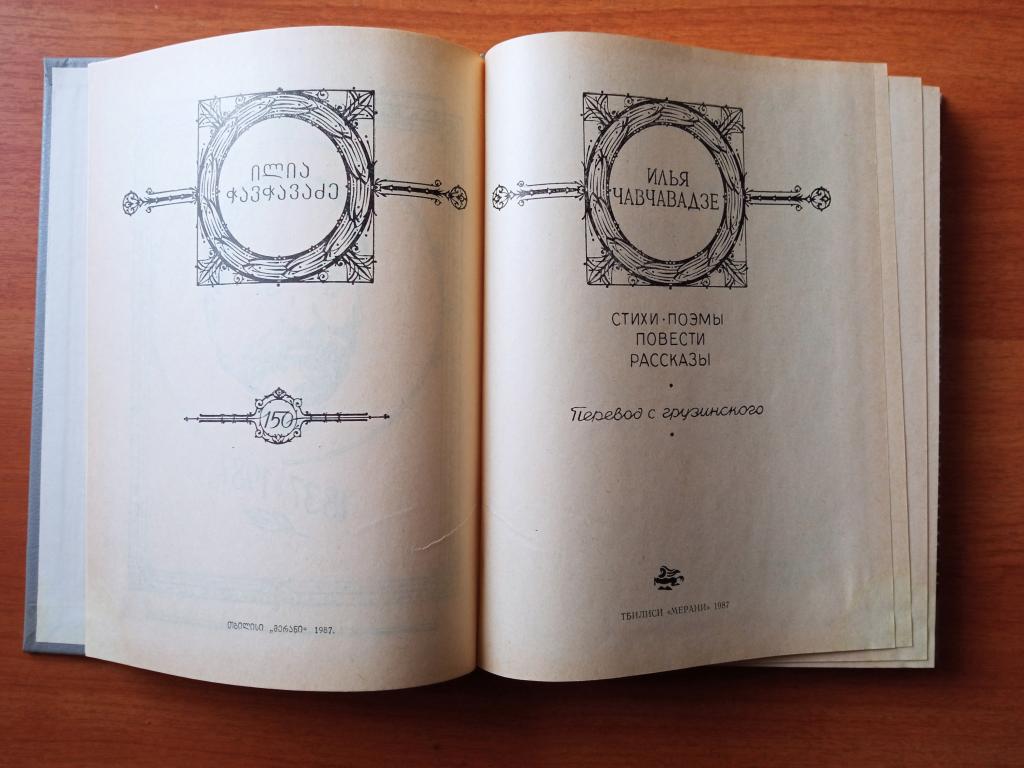 ილია
ჭავჭავაძე
150
თბილისი „მერანი“ 1987.
ИЛЬЯ
ЧАВЧАВАДЗЕ
СТИХИ · ПОЭМЫ
ПОВЕСТИ
РАССКАЗЫ
Перевод с грузинского
ТБИЛИСИ «МЕРАНИ» 1987